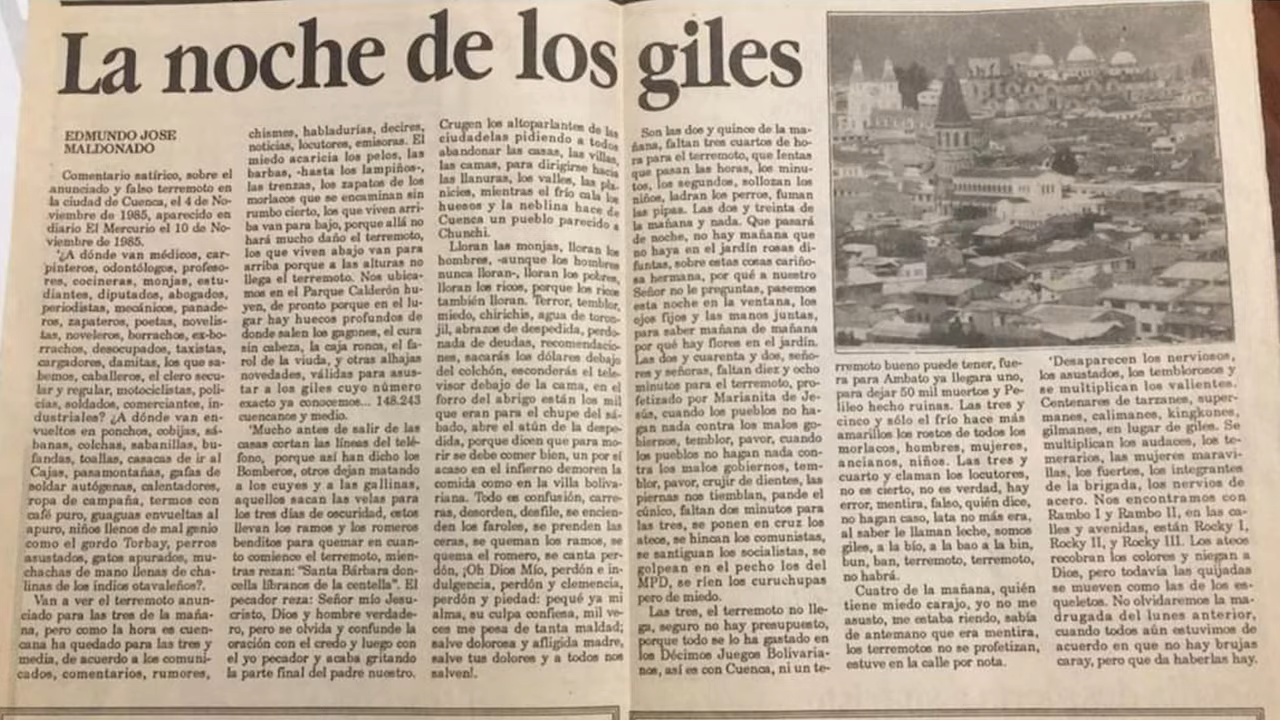 La noche de los giles
EDMUNDO JOSE
MALDONADO
Comentario satírico, sobre el
anunciado y falso terremoto en
la ciudad de Cuenca, el 4 de No-
viembre de 1985, aparecido en
diario El Mercurio el 10 de No-
viembre de 1985.
'¿A dónde van médicos, car-
pinteros, odontólogos, profeso-
res, cocineras, monjas, estu-
diantes, diputados, abogados,
periodistas, mecánicos, panade-
ros, zapateros, poetas, novelis-
tas, noveleros, borrachos, ex-bo-
rrachos, desocupados, taxistas,
cargadores, damitas, los que sa-
bemos, caballeros, el clero secu-
lar y regular, motociclistas, poli-
cías, soldados, comerciantes, in-
dustriales? ¿A dónde van en-
vueltos en ponchos, cobijas, sá-
banas, colchas, sabanillas, bu-
fandas, toallas, casacas de ir al
Cajas, pasamontañas, gafas de
soldar autógenas, calentadores,
ropa de campaña, termos con
café puro, guaguas envueltas al
apuro, niños llenos de mal genio
como el gordo Torbay, perros
asustados, gatos apurados, mu-
chachas de mano llenas de cha-
linas de los indios otavaleños?.
Van a ver el terremoto anun-
ciado para las tres de la maña-
na, pero como la hora es cuen-
cana ha quedado para las tres y
media, de acuerdo a los comuni-
cados, comentarios, rumores,
chismes, habladurías, decires,
noticias, locutores, emisoras. El
miedo acaricia los pelos, las
barbas, -hasta los lampiños-,
las trenzas, los zapatos de los
morlacos que se encaminan sin
rumbo cierto, los que viven arri-
ba van para bajo, porque allá no
hará mucho daño el terremoto,
los que viven abajo van para
arriba porque a las alturas no
llega el terremoto. Nos ubica-
mos en el Parque Calderón hu-
yen, de pronto porque en el lu-
gar hay huecos profundos de
donde salen los gagones, el cura
sin cabeza, la caja ronca, el fa-
rol de la viuda, y otras alhajas
novedades, válidas para asus-
tar a los giles cuyo número
exacto ya conocemos... 148.243
cuencanos y medio.
'Mucho antes de salir de las
casas cortan las líneas del telé-
fono, porque así han dicho los
Bomberos, otros dejan matando
a los cuyes y a las gallinas,
aquellos sacan las velas para
los tres días de oscuridad, estos
llevan los ramos y los romeros
benditos para quemar en cuan-
to comience el terremoto, mien-
tras rezan: "Santa Bárbara don-
cella líbranos de la centella". El
pecador reza: Señor mío Jesu-
cristo, Dios y hombre verdade-
ro, pero se olvida y confunde la
oración con el credo y luego con
el yo pecador y acaba gritando
la parte final del padre nuestro.
Crugen los altoparlantes de las
ciudadelas pidiendo a todos
abandonar las casas, las villas,
las camas, para dirigirse hacia
las llanuras, los valles, las pla-
nicios, mientras el frío cala los
huesos y la neblina hace de
Cuenca un pueblo parecido a
Chunchi.
Lloran las monjas, lloran los
hombres, -aunque los hombres
nunca lloran-, lloran los pobres,
lloran los ricos, porque los ricos
también lloran. Terror, temblor,
miedo, chirichis, agua de toron-
jil, abrazos de despedida, perdo-
nada de deudas, recomendacio-
nes, sacarás los dólares debajo
del colchón, esconderás el tele-
visor debajo de la cama, en el
forro del abrigo están los mil
que eran para el chupe del sá-
bado, abre el atún de la despe-
dida, porque dicen que para mo-
rir se debe comer bien, un por si
acaso en el infierno demoren la
comida como en la villa boliva-
riana. Todo es confusión, carre-
ras, desorden, desfile, se encien-
den los faroles, se prenden las
ceras, se queman los ramos, se
quema el romero, se canta per-
dón, ¡Oh Dios Mío, perdón e in-
dulgencia, perdón y clemencia,
perdón y piedad: pequé ya mi
alma, su culpa confiesa, mil ve-
ces me pesa de tanta maldad;
salve dolorosa y afligida madre,
salve tus dolores y a todos nos
salven!.
Son las dos y quince de la ma-
ñana, faltan tres cuartos de ho-
ra para el terremoto, que lentas
que pasan las horas, los minu-
tos, los segundos, sollozan los
niños, ladran los perros, fuman
las pipas. Las dos y treinta de
la mañana y nada. Que pasará
de noche, no hay mañana que
no haya en el jardín rosas di-
funtas, sobre estas cosas cariño-
sa hermana, por qué a nuestro
Señor no le preguntas, pasemos
esta noche en la ventana, los
ojos fijos y las manos juntas,
para saber mañana de mañana
por qué hay flores en el jardín.
Las dos y cuarenta y dos, seño-
res y señoras, faltan diez y ocho
minutos para el terremoto, pro-
fetizado por Marianita de Je-
sús, cuando los pueblos no ha-
gan nada contra los malos go-
biernos, temblor, pavor, cuando
los pueblos no hagan nada con-
tra los malos gobiernos, tem-
blor, pavor, crujir de dientes, las
piernas nos tiemblan, pande el
cúnico, faltan dos minutos para
las tres, se ponen en cruz los
ateos, se hincan los comunistas,
se santiguan los socialistas, se
golpean en el pecho los del
MPD, se ríen los curuchupas
pero de miedo.
Las tres, el terremoto no lle-
ga, seguro no hay presupuesto,
porque todo se lo ha gastado en
los Décimos Juegos Bolivaria-
nos, así es con Cuenca, ni un te-
rremoto bueno puede tener, fue-
ra para Ambato ya llegara uno,
para dejar 50 mil muertos y Pe-
lileo hecho ruinas. Las tres y
cinco y sólo el frío hace más
amarillos los rostos de todos los
morlacos, hombres, mujeres,
ancianos, niños. Las tres y
cuarto y claman los locutores,
no es cierto, no es verdad, hay
error, mentira, falso, quién dice,
no hagan caso, lata no más era,
al saber le llaman leche, somos
giles, a la bío, a la bao a la bin,
bun, ban, terremoto, terremoto,
no habrá.
Cuatro de la mañana, quién
tiene miedo carajo, yo no me
asusto, me estaba riendo, sabía
de antemano que era mentira,
los terremotos no se profetizan,
estuve en la calle por nota.
'Desaparecen los nerviosos,
los asustados, los temblorosos y
se multiplican los valientes.
Centenares de tarzanes, super-
manes, calimanes, kingkones,
gilmanes, en lugar de giles. Se
multiplican los audaces, los te-
merarios, las mujeres maravi-
llas, los fuertes, los integrantes
de la brigada, los nervios de
acero. Nos encontramos con
Rambo I y Rambo II, en las ca-
lles y avenidas, están Rocky I,
Rocky II, y Rocky III. Los ateos
recobran los colores y niegan a
Dios, pero todavía las quijadas
se mueven como las de los es-
queletos. No olvidaremos la ma-
drugada del lunes anterior,
cuando todos aún estuvimos de
acuerdo en que no hay brujas
caray, pero que da haberlas hay.